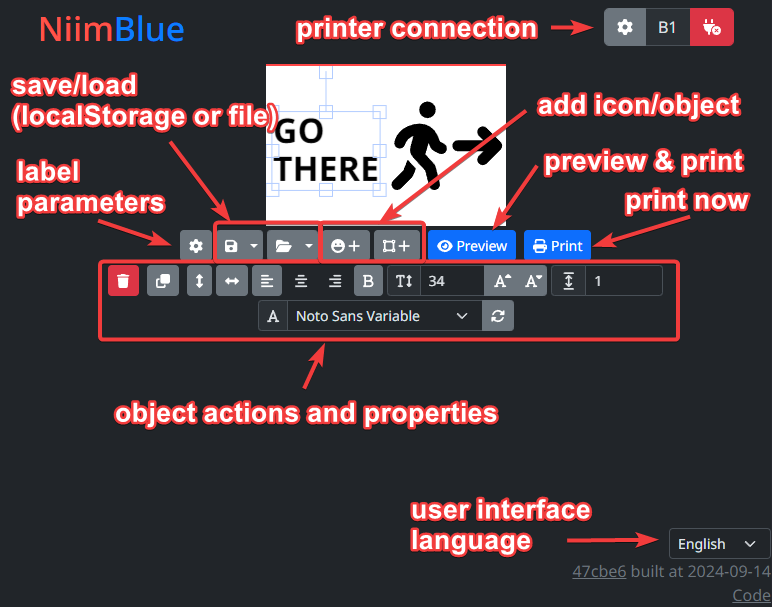 NiimBlue
printer connection
B1
save/load
(localStorage or file)
GO
THERE
add icon/object
label
parameters
preview & print
print now
Preview
Print
B
34
A
A
1
A
Noto Sans Variable
object actions and properties
user interface
language
English
47cbe6 built at 2024-09-14
Code